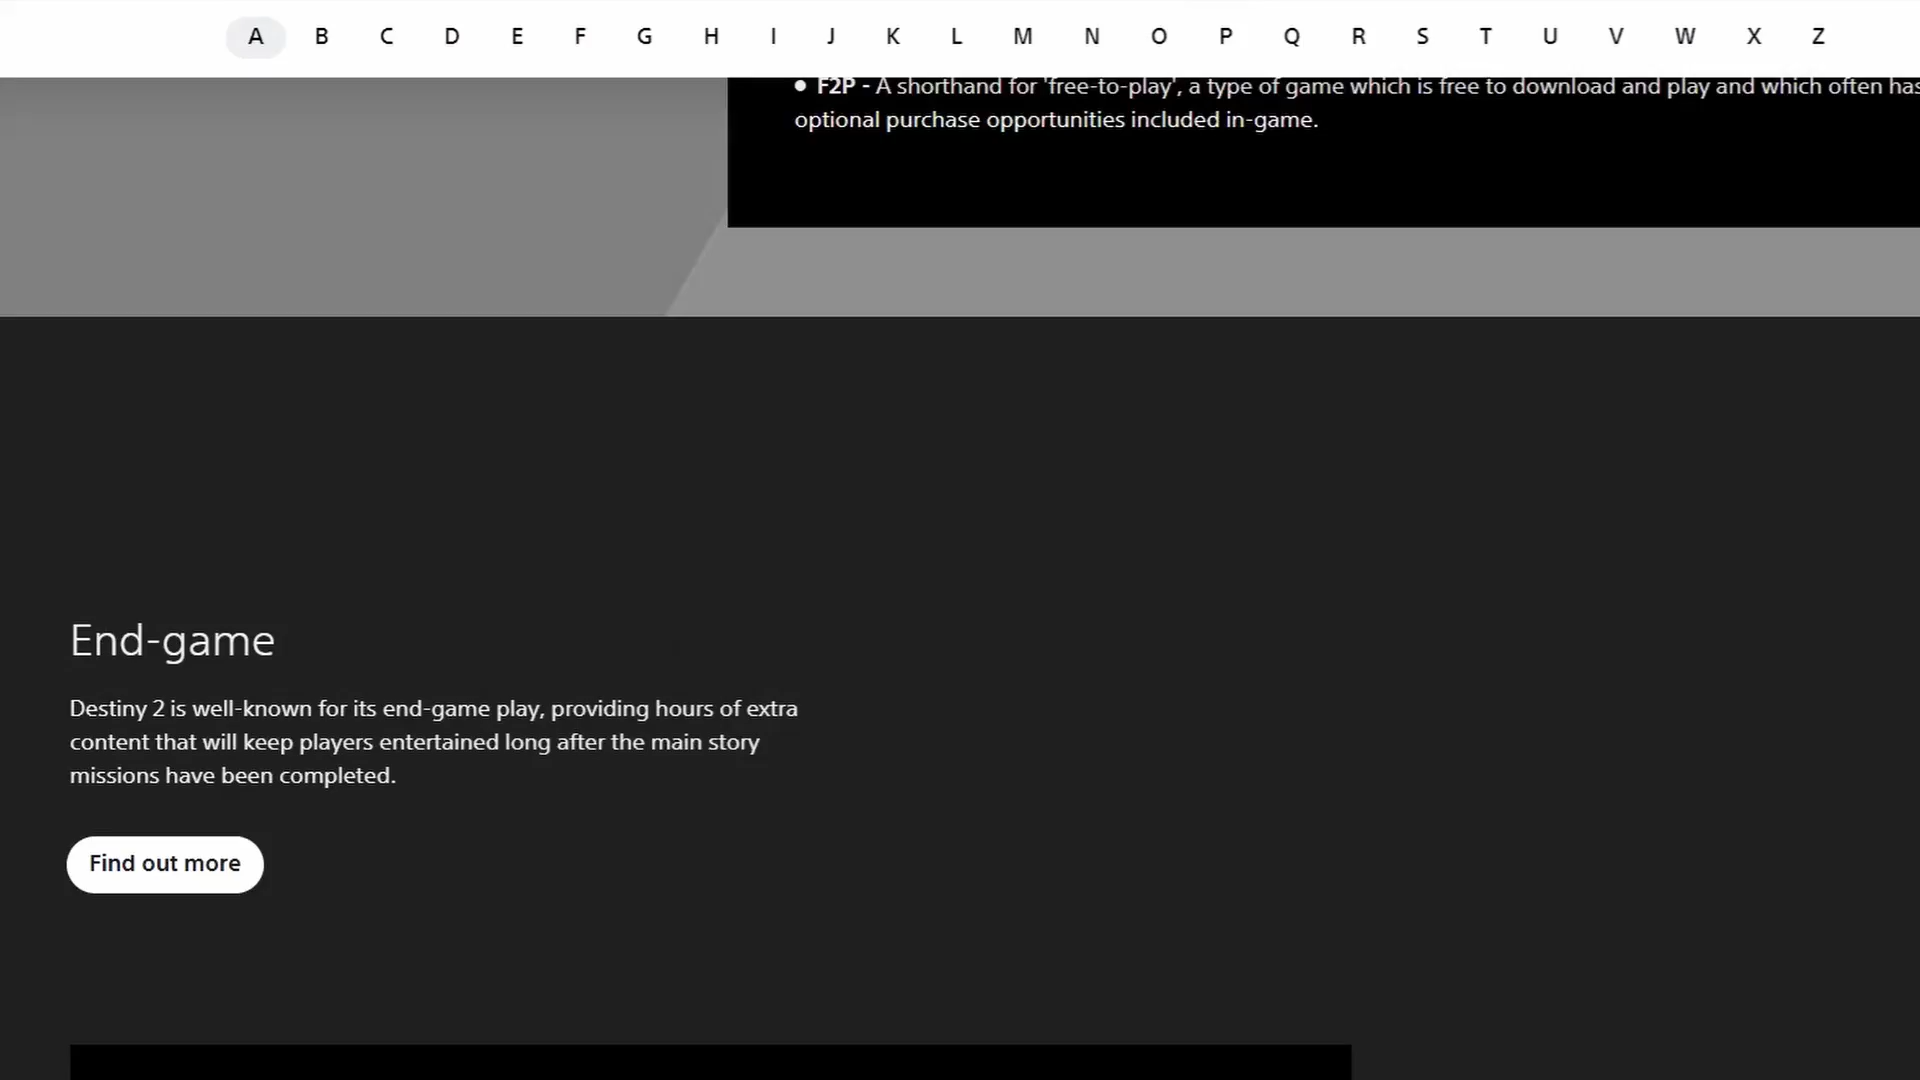 A B C D E F G H I J K L M N O P Q R S T U V W X Z
• F2P - A shorthand for 'free-to-play', a type of game which is free to download and play and which often has
optional purchase opportunities included in-game.
End-game
Destiny 2 is well-known for its end-game play, providing hours of extra
content that will keep players entertained long after the main story
missions have been completed.
Find out more